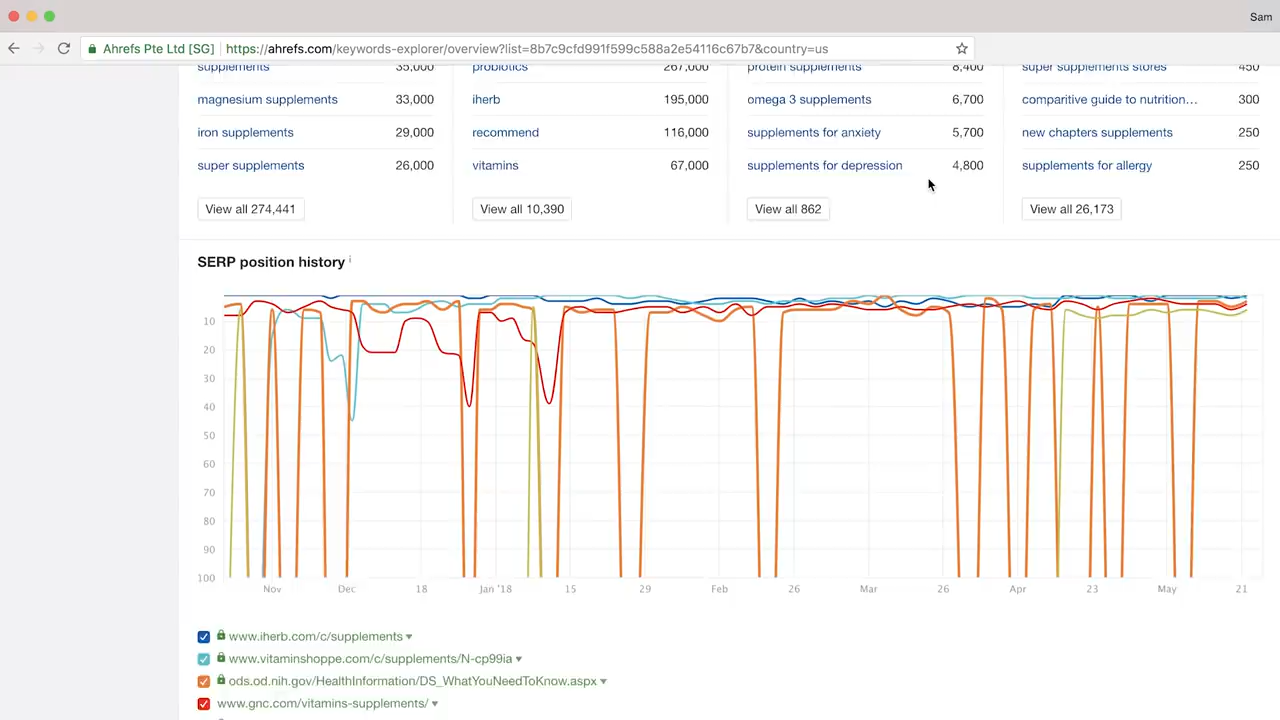 Sam
Ahrefs Pte Ltd [SG] https://ahrefs.com/keywords-explorer/overview?list=8b7c9cfd991f599c588a2e54116c67b7&country=us
supplements 35,000 probiotics 267,000 protein supplements 8,400 super supplements stores 450
magnesium supplements 33,000 iherb 195,000 omega 3 supplements 6,700 comparitive guide to nutrition… 300
iron supplements 29,000 recommend 116,000 supplements for anxiety 5,700 new chapters supplements 250
super supplements 26,000 vitamins 67,000 supplements for depression 4,800 supplements for allergy 250
View all 274,441 View all 10,390 View all 862 View all 26,173
SERP position history i
10
20
30
40
50
60
70
80
90
100
Nov Dec 18 Jan '18 15 29 Feb 26 Mar 26 Apr 23 May 21
www.iherb.com/c/supplements
www.vitaminshoppe.com/c/supplements/N-cp99ia
ods.od.nih.gov/HealthInformation/DS_WhatYouNeedToKnow.aspx
www.gnc.com/vitamins-supplements/